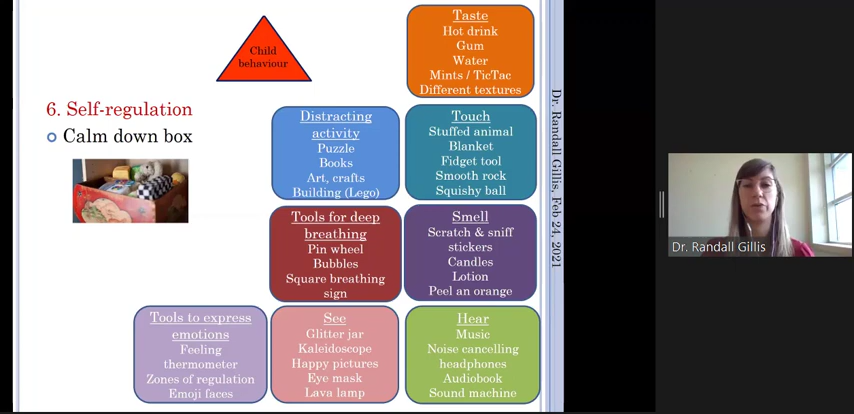 Child
behaviour
6. Self-regulation
Calm down box
Taste
Hot drink
Gum
Water
Mints / TicTac
Different textures
Distracting
activity
Puzzle
Books
Art, crafts
Building (Lego)
Touch
Stuffed animal
Blanket
Fidget tool
Smooth rock
Squishy ball
Tools for deep
breathing
Pin wheel
Bubbles
Square breathing
sign
Smell
Scratch & sniff
stickers
Candles
Lotion
Peel an orange
Tools to express
emotions
Feeling
thermometer
Zones of regulation
Emoji faces
See
Glitter jar
Kaleidoscope
Happy pictures
Eye mask
Lava lamp
Hear
Music
Noise cancelling
headphones
Audiobook
Sound machine
Dr. Randall Gillis, Feb 24, 2021
Dr. Randall Gillis